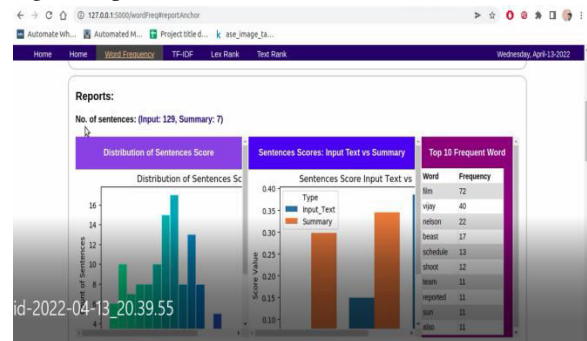 127.0.0.1:5000/wordFreq#reportAnchor
Automate Wh... Automated M... Project title d... ase_image_ta...
Home Home Word Frequency TF-IDF Lex Rank Text Rank Wednesday, April-13-2022
Reports:
No. of sentences: (Input: 129, Summary: 7)
Distribution of Sentences Score
Distribution of Sentences Sc
16
14
12
10
8
4
nt of Sentences
Sentences Scores: Input Text vs Summary
Sentences Score Input Text vs
Type
Input_Text
Summary
0.40
0.35
0.30
0.25
0.20
0.15
0.10
Score Value
Top 10 Frequent Word
Word Frequency
film 72
vijay 40
nelson 22
beast 17
schedule 13
shoot 12
team 11
reported 11
sun 11
also 11
id-2022-04-13_20.39.55